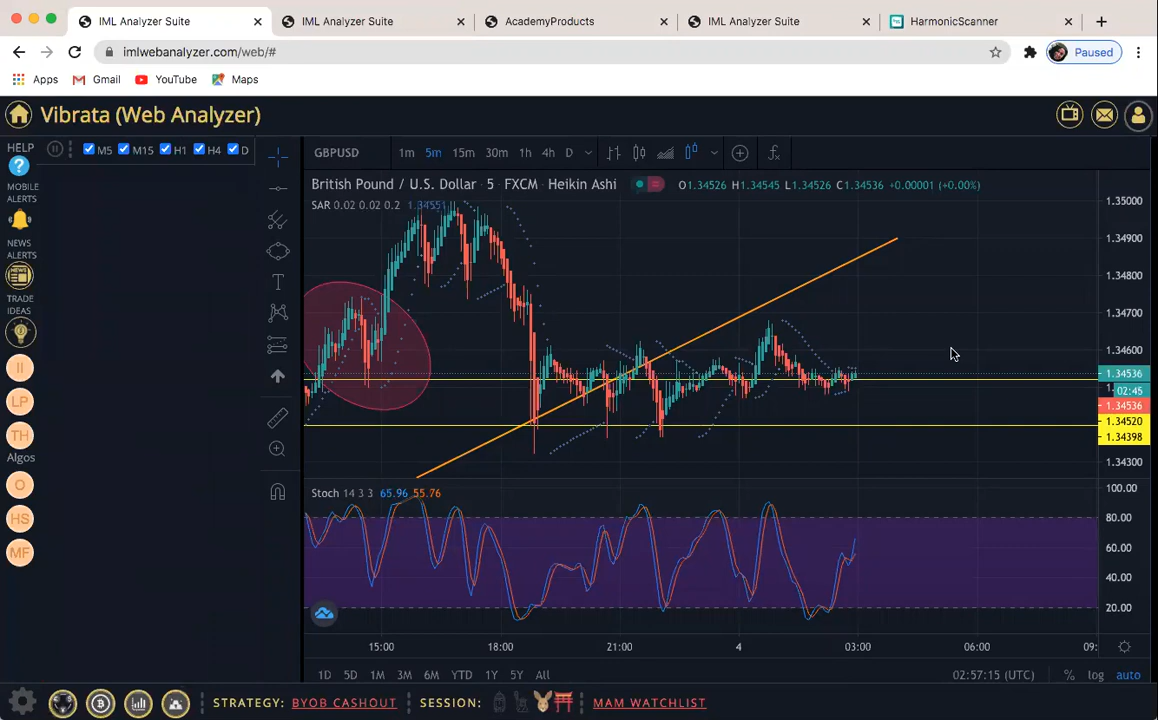 IML Analyzer Suite
IML Analyzer Suite
AcademyProducts
IML Analyzer Suite
HarmonicScanner
imlwebanalyzer.com/web/#
Paused
Apps
Gmail
YouTube
Maps
Vibrata (Web Analyzer)
HELP
M5 M15 H1 H4 D
GBPUSD
1m 5m 15m 30m 1h 4h D
British Pound / U.S. Dollar · 5 · FXCM · Heikin Ashi
O1.34526 H1.34545 L1.34526 C1.34536 +0.00001 (+0.00%)
SAR 0.02 0.02 0.2 1.34551
MOBILE
ALERTS
NEWS
ALERTS
NEWS
TRADE
IDEAS
II
LP
TH
Algos
O
HS
MF
1.35000
1.34900
1.34800
1.34700
1.34600
1.34536
02:45
1.34536
1.34520
1.34398
1.34300
Stoch 14 3 3 65.96 55.76
100.00
80.00
60.00
40.00
20.00
15:00 18:00 21:00 4 03:00 06:00 09:
1D 5D 1M 3M 6M YTD 1Y 5Y All
02:57:15 (UTC)
% log auto
STRATEGY: BYOB CASHOUT
SESSION:
MAM WATCHLIST